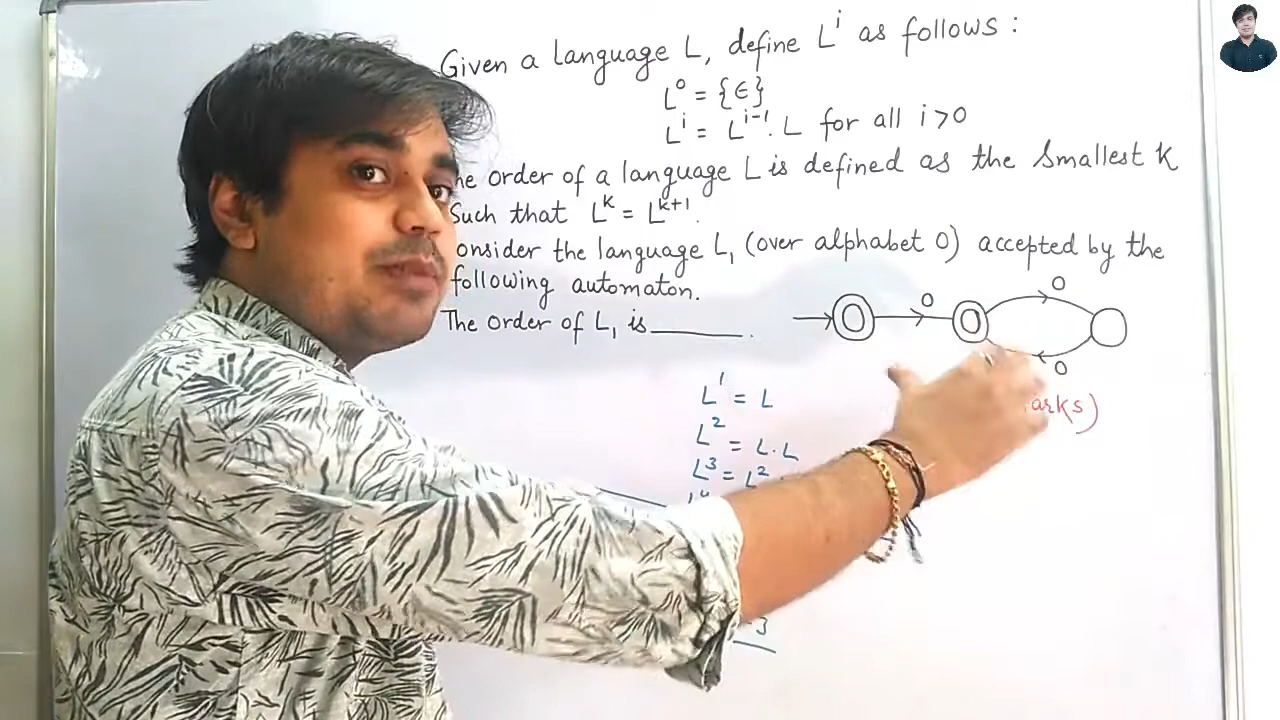 Given a language L, define L^i as follows :
L^0 = {ϵ}
L^i = L^i-1 . L for all i > 0
he order of a language L is defined as the Smallest K
Such that L^K = L^K+1.
onsider the language L₁ (over alphabet 0) accepted by the
following automaton.
The order of L₁ is ______ .
0
0
0
arks)
L^1 = L
L^2 = L . L
L^3 = L^2
3